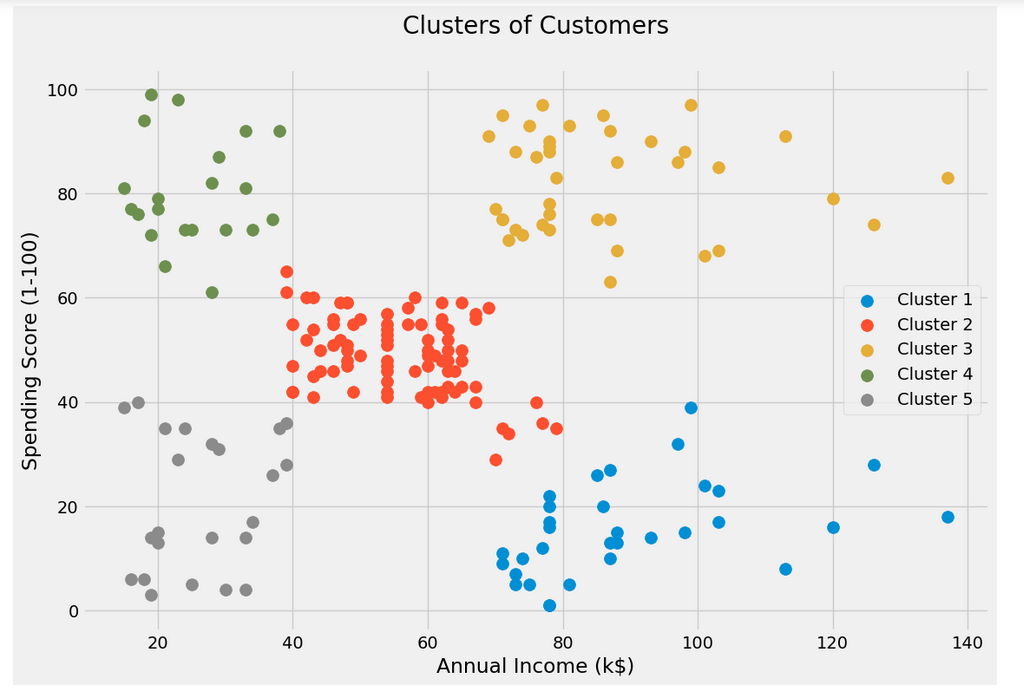 Clusters of Customers
100
80
60
40
20
0
Spending Score (1-100)
Cluster 1
Cluster 2
Cluster 3
Cluster 4
Cluster 5
20 40 60 80 100 120 140
Annual Income (k$)